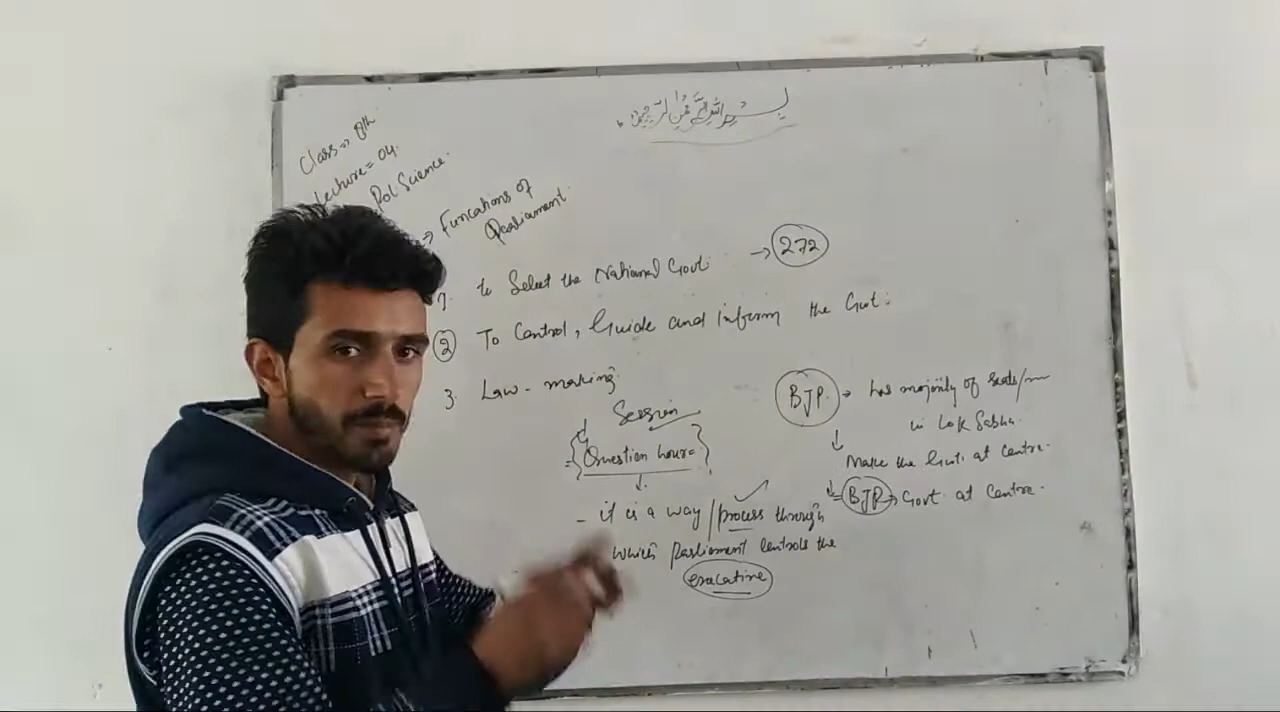 بسم الله الرحمن الرحيم
Class => 8th
Lecture = 04
Pol Science
=> Funcations of
Parliament
1. to Select the National Govt → 272
2 To Control, Guide and inform the Govt.
3. Law-making
Session
Question hour
- it is a way / process through
which parliament controls the
executive
BJP → has majority of seats/
in Lok Sabha
Make the Govt. at centre
BJP → Govt at Centre